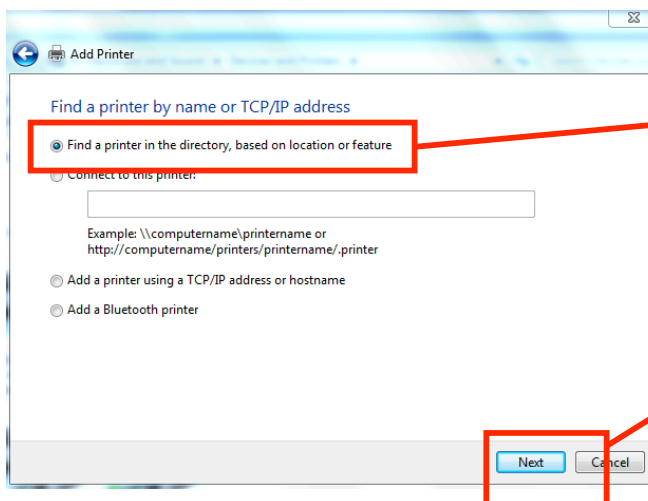 Add Printer
Find a printer by name or TCP/IP address
Find a printer in the directory, based on location or feature
Connect to this printer:
Example: \\computername\printername or
http://computername/printers/printername/.printer
Add a printer using a TCP/IP address or hostname
Add a Bluetooth printer
Next Cancel